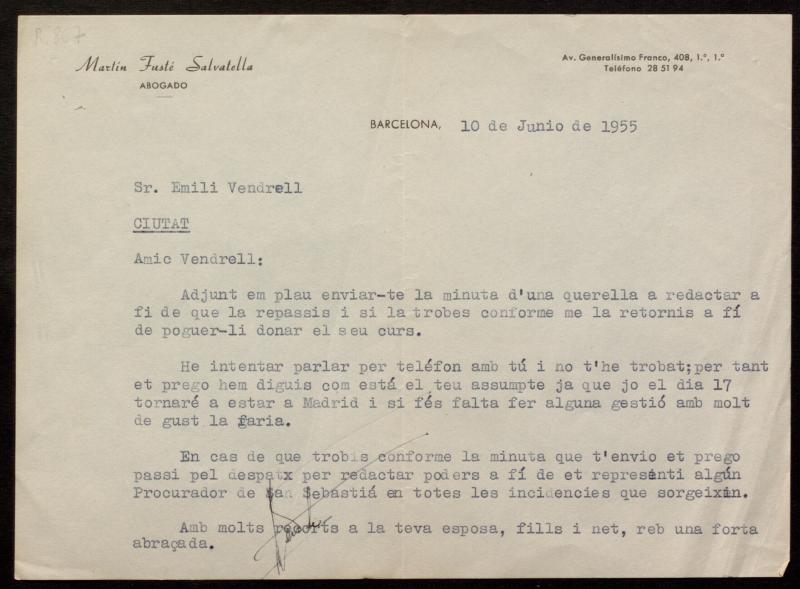 R.867
Martín Fusté Salvatella
ABOGADO
Av. Generalísimo Franco, 408, 1.º, 1.ª
Teléfono 28 51 94
BARCELONA, 10 de Junio de 1955
Sr. Emili Vendrell
CIUTAT
Amic Vendrell:
Adjunt em plau enviar-te la minuta d'una querella a redactar a
fi de que la repassis i si la trobes conforme me la retornis a fí
de poguer-li donar el seu curs.
He intentar parlar per teléfon amb tú i no t'he trobat;per tant
et prego hem diguis com está el teu assumpte ja que jo el dia 17
tornaré a estar a Madrid i si fés falta fer alguna gestió amb molt
de gust la faria.
En cas de que trobis conforme la minuta que t'envio et prego
passi pel despatx per redactar poders a fí de et representi algún
Procurador de San Sebastiá en totes les incidencies que sorgeixin.
Amb molts records a la teva esposa, fills i net, reb una forta
abraçada.